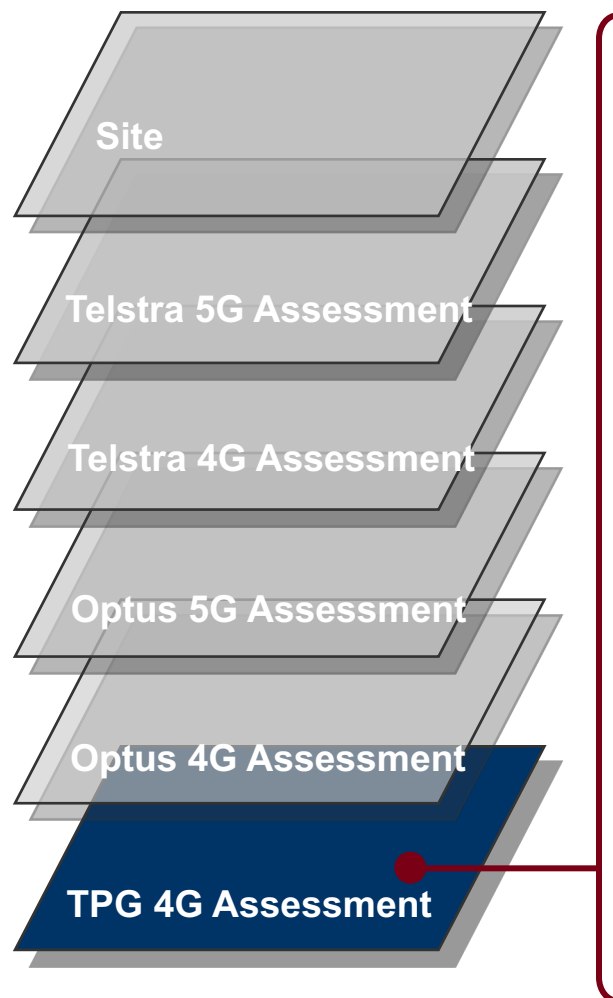 Site
Telstra 5G Assessment
Telstra 4G Assessment
Optus 5G Assessment
Optus 4G Assessment
TPG 4G Assessment